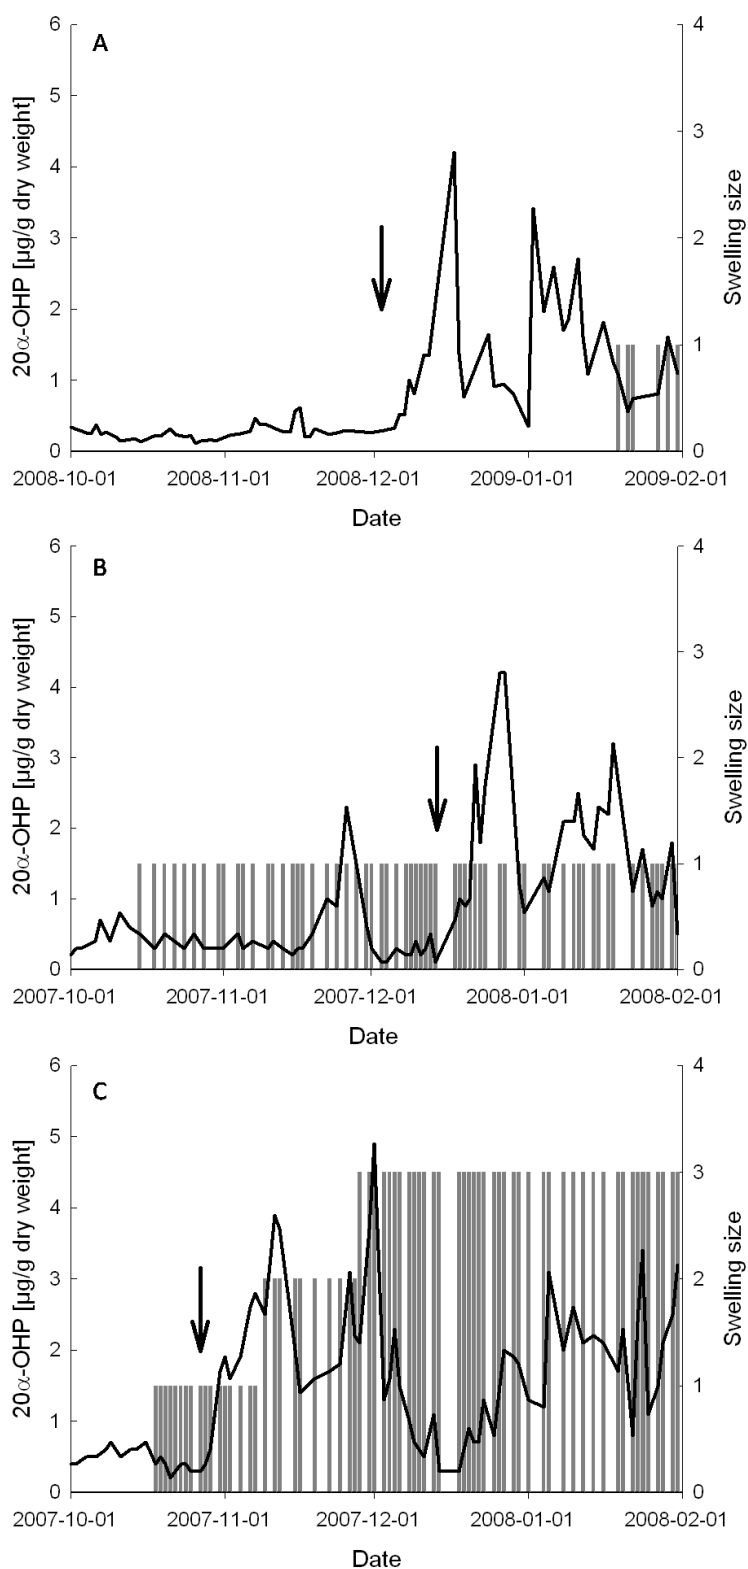 A
6
5
4
3
2
1
0
20α-OHP [µg/g dry weight]
4
3
2
1
0
Swelling size
2008-10-01 2008-11-01 2008-12-01 2009-01-01 2009-02-01
Date
B
6
5
4
3
2
1
0
20α-OHP [µg/g dry weight]
4
3
2
1
0
Swelling size
2007-10-01 2007-11-01 2007-12-01 2008-01-01 2008-02-01
Date
C
6
5
4
3
2
1
0
20α-OHP [µg/g dry weight]
4
3
2
1
0
Swelling size
2007-10-01 2007-11-01 2007-12-01 2008-01-01 2008-02-01
Date